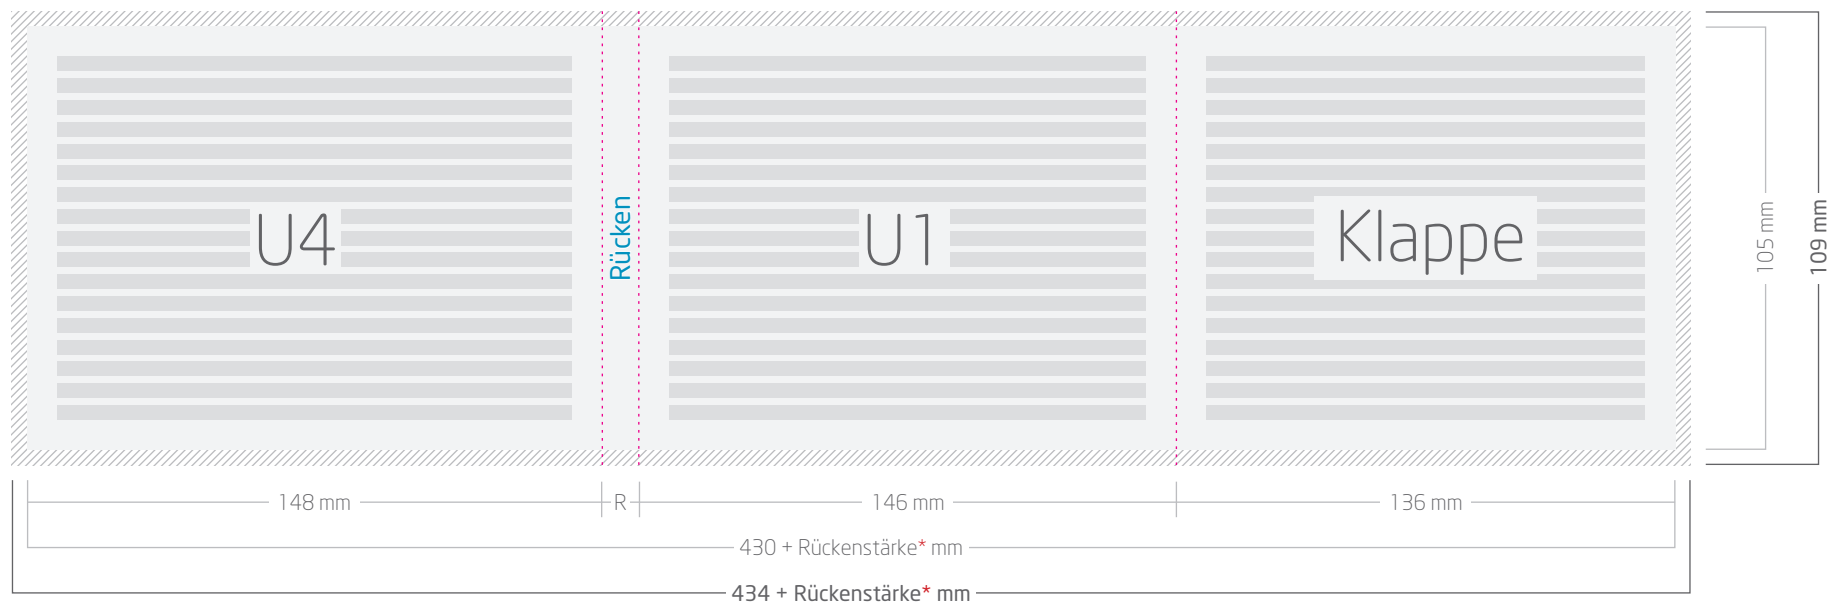 U4
Rücken
U1
Klappe
105 mm
109 mm
148 mm
R
146 mm
136 mm
430 + Rückenstärke* mm
434 + Rückenstärke* mm